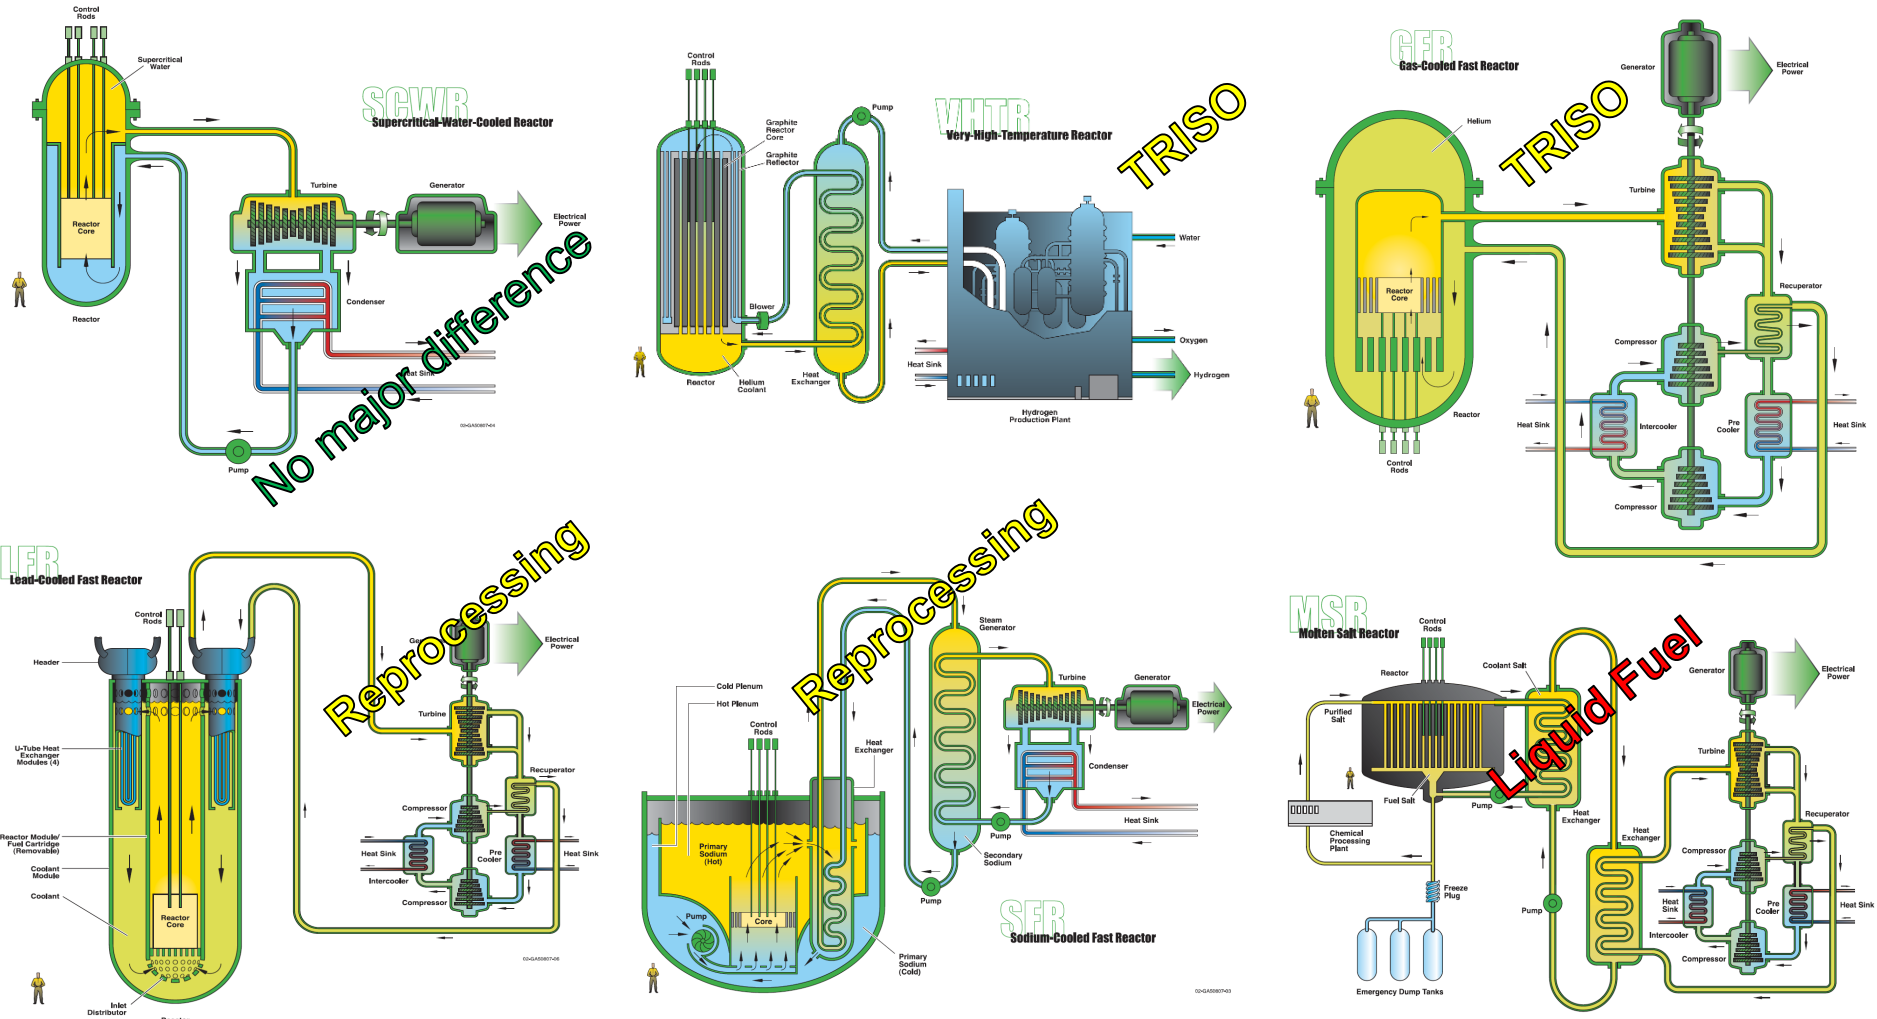 Control
Rods
Supercritical
Water
SCWR
Supercritical-Water-Cooled Reactor
Turbine
Generator
Electrical
Power
Reactor
Core
Condenser
Reactor
Heat Sink
Pump
02-GA50807-04
No major difference
Control
Rods
Pump
Graphite
Reactor
Core
Graphite
Reflector
VHTR
Very-High-Temperature Reactor
TRISO
Water
Blower
Oxygen
Heat Sink
Hydrogen
Reactor
Helium
Coolant
Heat
Exchanger
Hydrogen
Production Plant
GFR
Gas-Cooled Fast Reactor
TRISO
Generator
Electrical
Power
Helium
Turbine
Recuperator
Reactor
Core
Compressor
Reactor
Heat Sink
Intercooler
Pre
Cooler
Heat Sink
Control
Rods
Compressor
LFR
Lead-Cooled Fast Reactor
Reprocessing
Control
Rods
Electrical
Power
Header
Turbine
U-Tube Heat
Exchanger
Modules (4)
Recuperator
Compressor
Reactor Module/
Fuel Cartridge
(Removable)
Heat Sink
Pre
Cooler
Heat Sink
Coolant
Module
Intercooler
Coolant
Compressor
Reactor
Core
Inlet
Distributor
Reactor
02-GA50807-06
Reprocessing
Steam
Generator
Cold Plenum
Hot Plenum
Turbine
Generator
Electrical
Power
Control
Rods
Heat
Exchanger
Condenser
Heat Sink
Pump
Primary
Sodium
(Hot)
Secondary
Sodium
Pump
Pump
Core
SFR
Sodium-Cooled Fast Reactor
Primary
Sodium
(Cold)
02-GA50807-03
MSR
Molten Salt Reactor
Liquid Fuel
Control
Rods
Reactor
Coolant Salt
Generator
Electrical
Power
Purified
Salt
Turbine
Fuel Salt
Pump
Heat
Exchanger
Recuperator
Chemical
Processing
Plant
Heat
Exchanger
Compressor
Freeze
Plug
Pump
Heat
Sink
Pre
Cooler
Heat Sink
Intercooler
Compressor
Emergency Dump Tanks